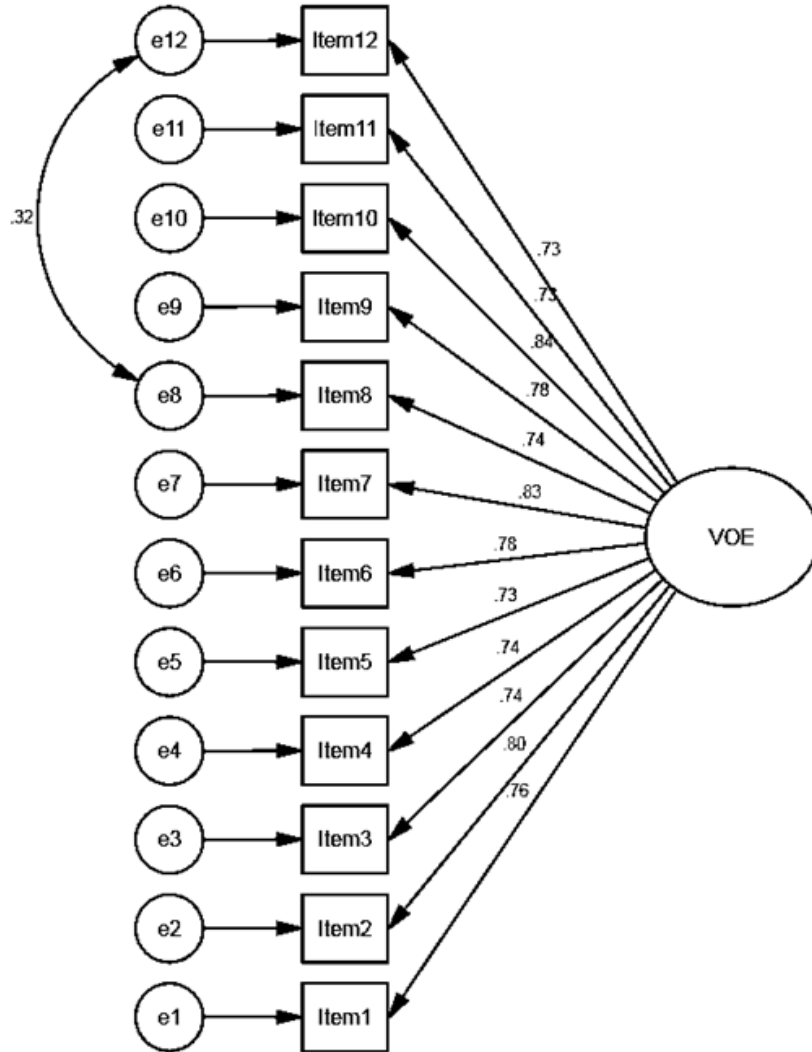 e12 Item12
e11 Item11
e10 Item10
.32
.73
e9 Item9
.73
.84
e8 Item8
.78
.74
e7 Item7
.83
VOE
.78
e6 Item6
.73
e5 Item5
.74
e4 Item4
.74
.80
e3 Item3
.76
e2 Item2
e1 Item1